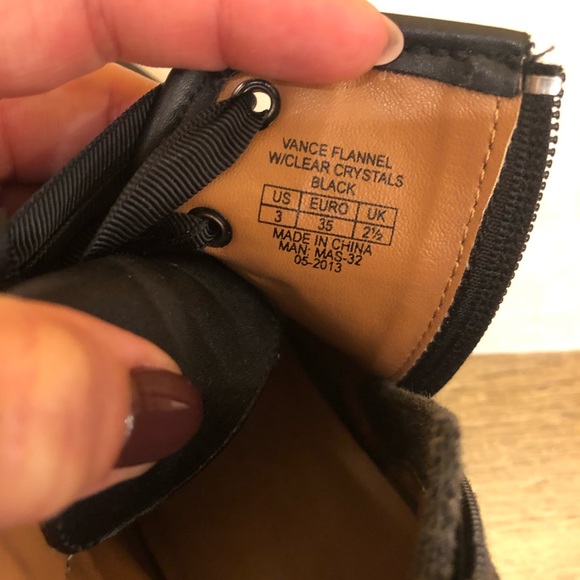 VANCE FLANNEL
W/CLEAR CRYSTALS
BLACK
US EURO UK
3 35 2½
MADE IN CHINA
MAN: MAS-32
05-2013